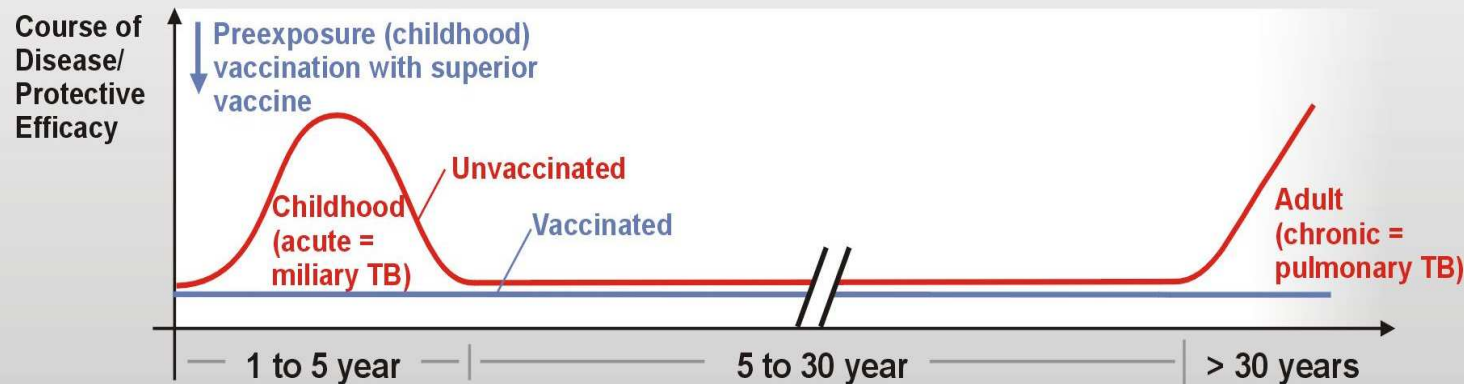 Course of
Disease/
Protective
Efficacy
Preexposure (childhood)
vaccination with superior
vaccine
Unvaccinated
Childhood
(acute =
miliary TB)
Vaccinated
Adult
(chronic =
pulmonary TB)
1 to 5 year
5 to 30 year
> 30 years